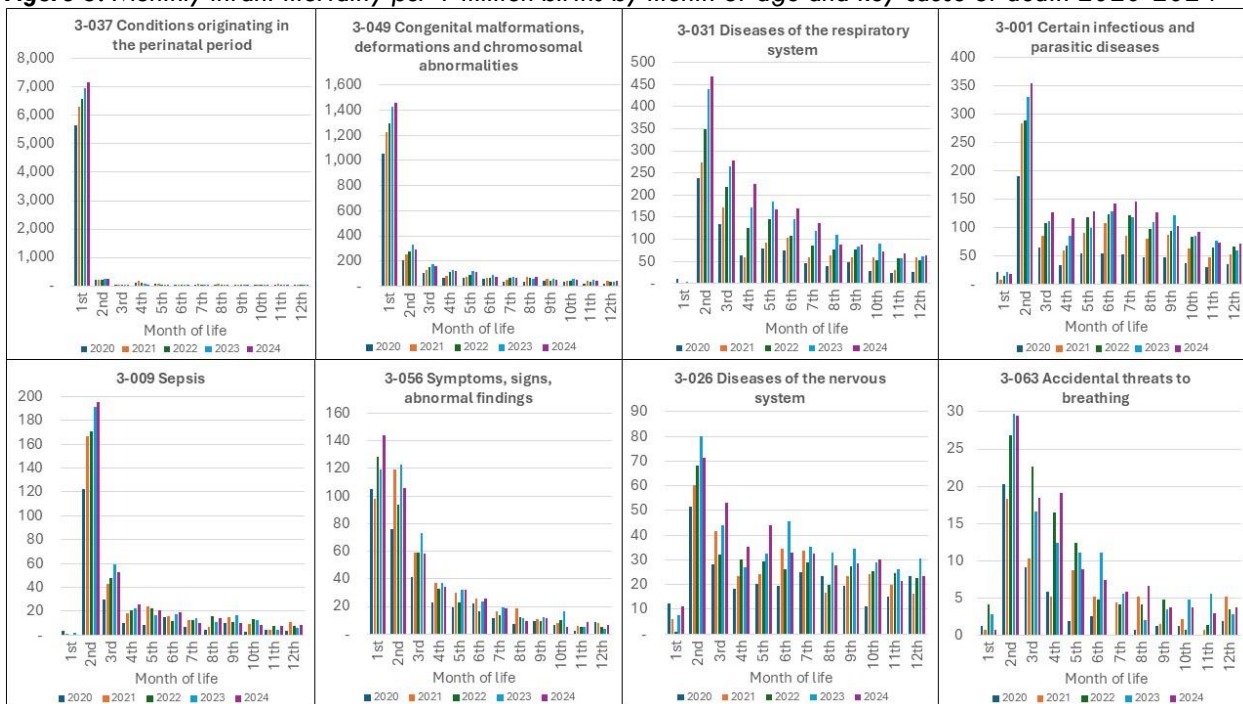 Monthly infant mortality per 1 million births by month of age and key cause of death 2020-2024
3-037 Conditions originating in
the perinatal period
8,000
7,000
6,000
5,000
4,000
3,000
2,000
1,000
-
1st 2nd 3rd 4th 5th 6th 7th 8th 9th 10th 11th 12th
Month of life
2020 2021 2022 2023 2024
3-049 Congenital malformations,
deformations and chromosomal
abnormalities
1,600
1,400
1,200
1,000
800
600
400
200
-
1st 2nd 3rd 4th 5th 6th 7th 8th 9th 10th 11th 12th
Month of life
2020 2021 2022 2023 2024
3-031 Diseases of the respiratory
system
500
450
400
350
300
250
200
150
100
50
-
1st 2nd 3rd 4th 5th 6th 7th 8th 9th 10th 11th 12th
Month of life
2020 2021 2022 2023 2024
3-001 Certain infectious and
parasitic diseases
400
350
300
250
200
150
100
50
-
1st 2nd 3rd 4th 5th 6th 7th 8th 9th 10th 11th 12th
Month of life
2020 2021 2022 2023 2024
3-009 Sepsis
200
180
160
140
120
100
80
60
40
20
-
1st 2nd 3rd 4th 5th 6th 7th 8th 9th 10th 11th 12th
Month of life
2020 2021 2022 2023 2024
3-056 Symptoms, signs,
abnormal findings
160
140
120
100
80
60
40
20
-
1st 2nd 3rd 4th 5th 6th 7th 8th 9th 10th 11th 12th
Month of life
2020 2021 2022 2023 2024
3-026 Diseases of the nervous
system
90
80
70
60
50
40
30
20
10
0
1st 2nd 3rd 4th 5th 6th 7th 8th 9th 10th 11th 12th
Month of life
2020 2021 2022 2023 2024
3-063 Accidental threats to
breathing
30
25
20
15
10
5
0
1st 2nd 3rd 4th 5th 6th 7th 8th 9th 10th 11th 12th
Month of life
2020 2021 2022 2023 2024